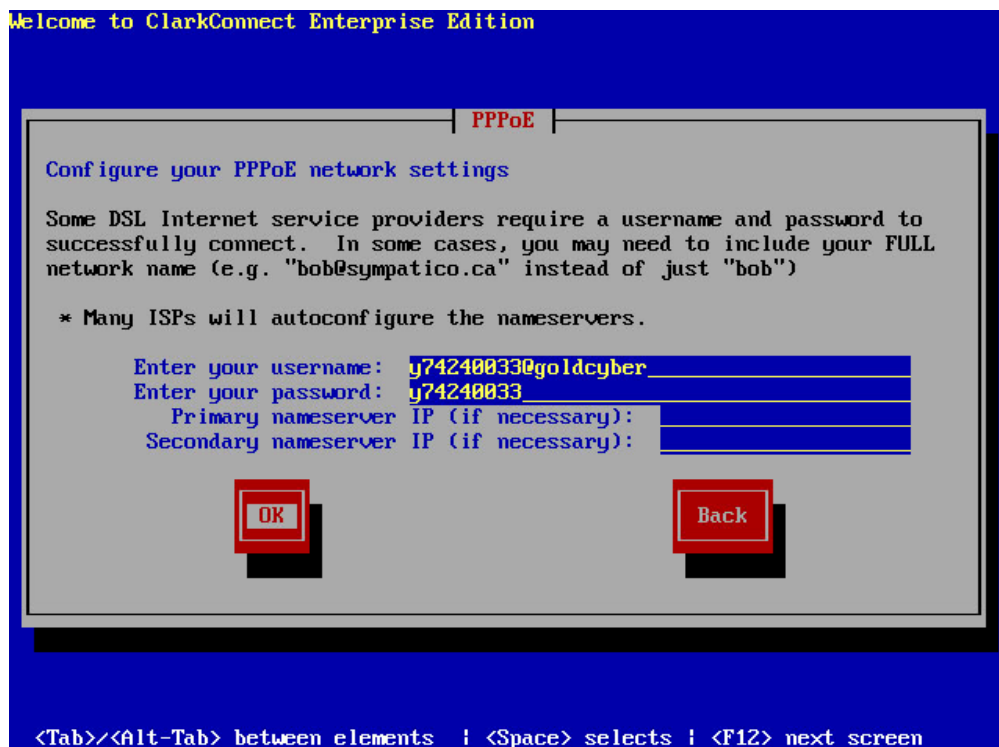 Welcome to ClarkConnect Enterprise Edition
PPPoE
Configure your PPPoE network settings
Some DSL Internet service providers require a username and password to
successfully connect.  In some cases, you may need to include your FULL
network name (e.g. "bob@sympatico.ca" instead of just "bob")
* Many ISPs will autoconfigure the nameservers.
Enter your username: y74240033@goldcyber
Enter your password: y74240033
Primary nameserver IP (if necessary):
Secondary nameserver IP (if necessary):
OK Back
<Tab>/<Alt-Tab> between elements | <Space> selects | <F12> next screen